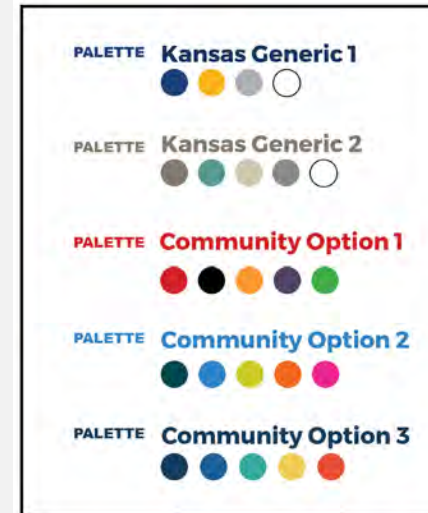 PALETTE Kansas Generic 1
PALETTE Kansas Generic 2
PALETTE Community Option 1
PALETTE Community Option 2
PALETTE Community Option 3